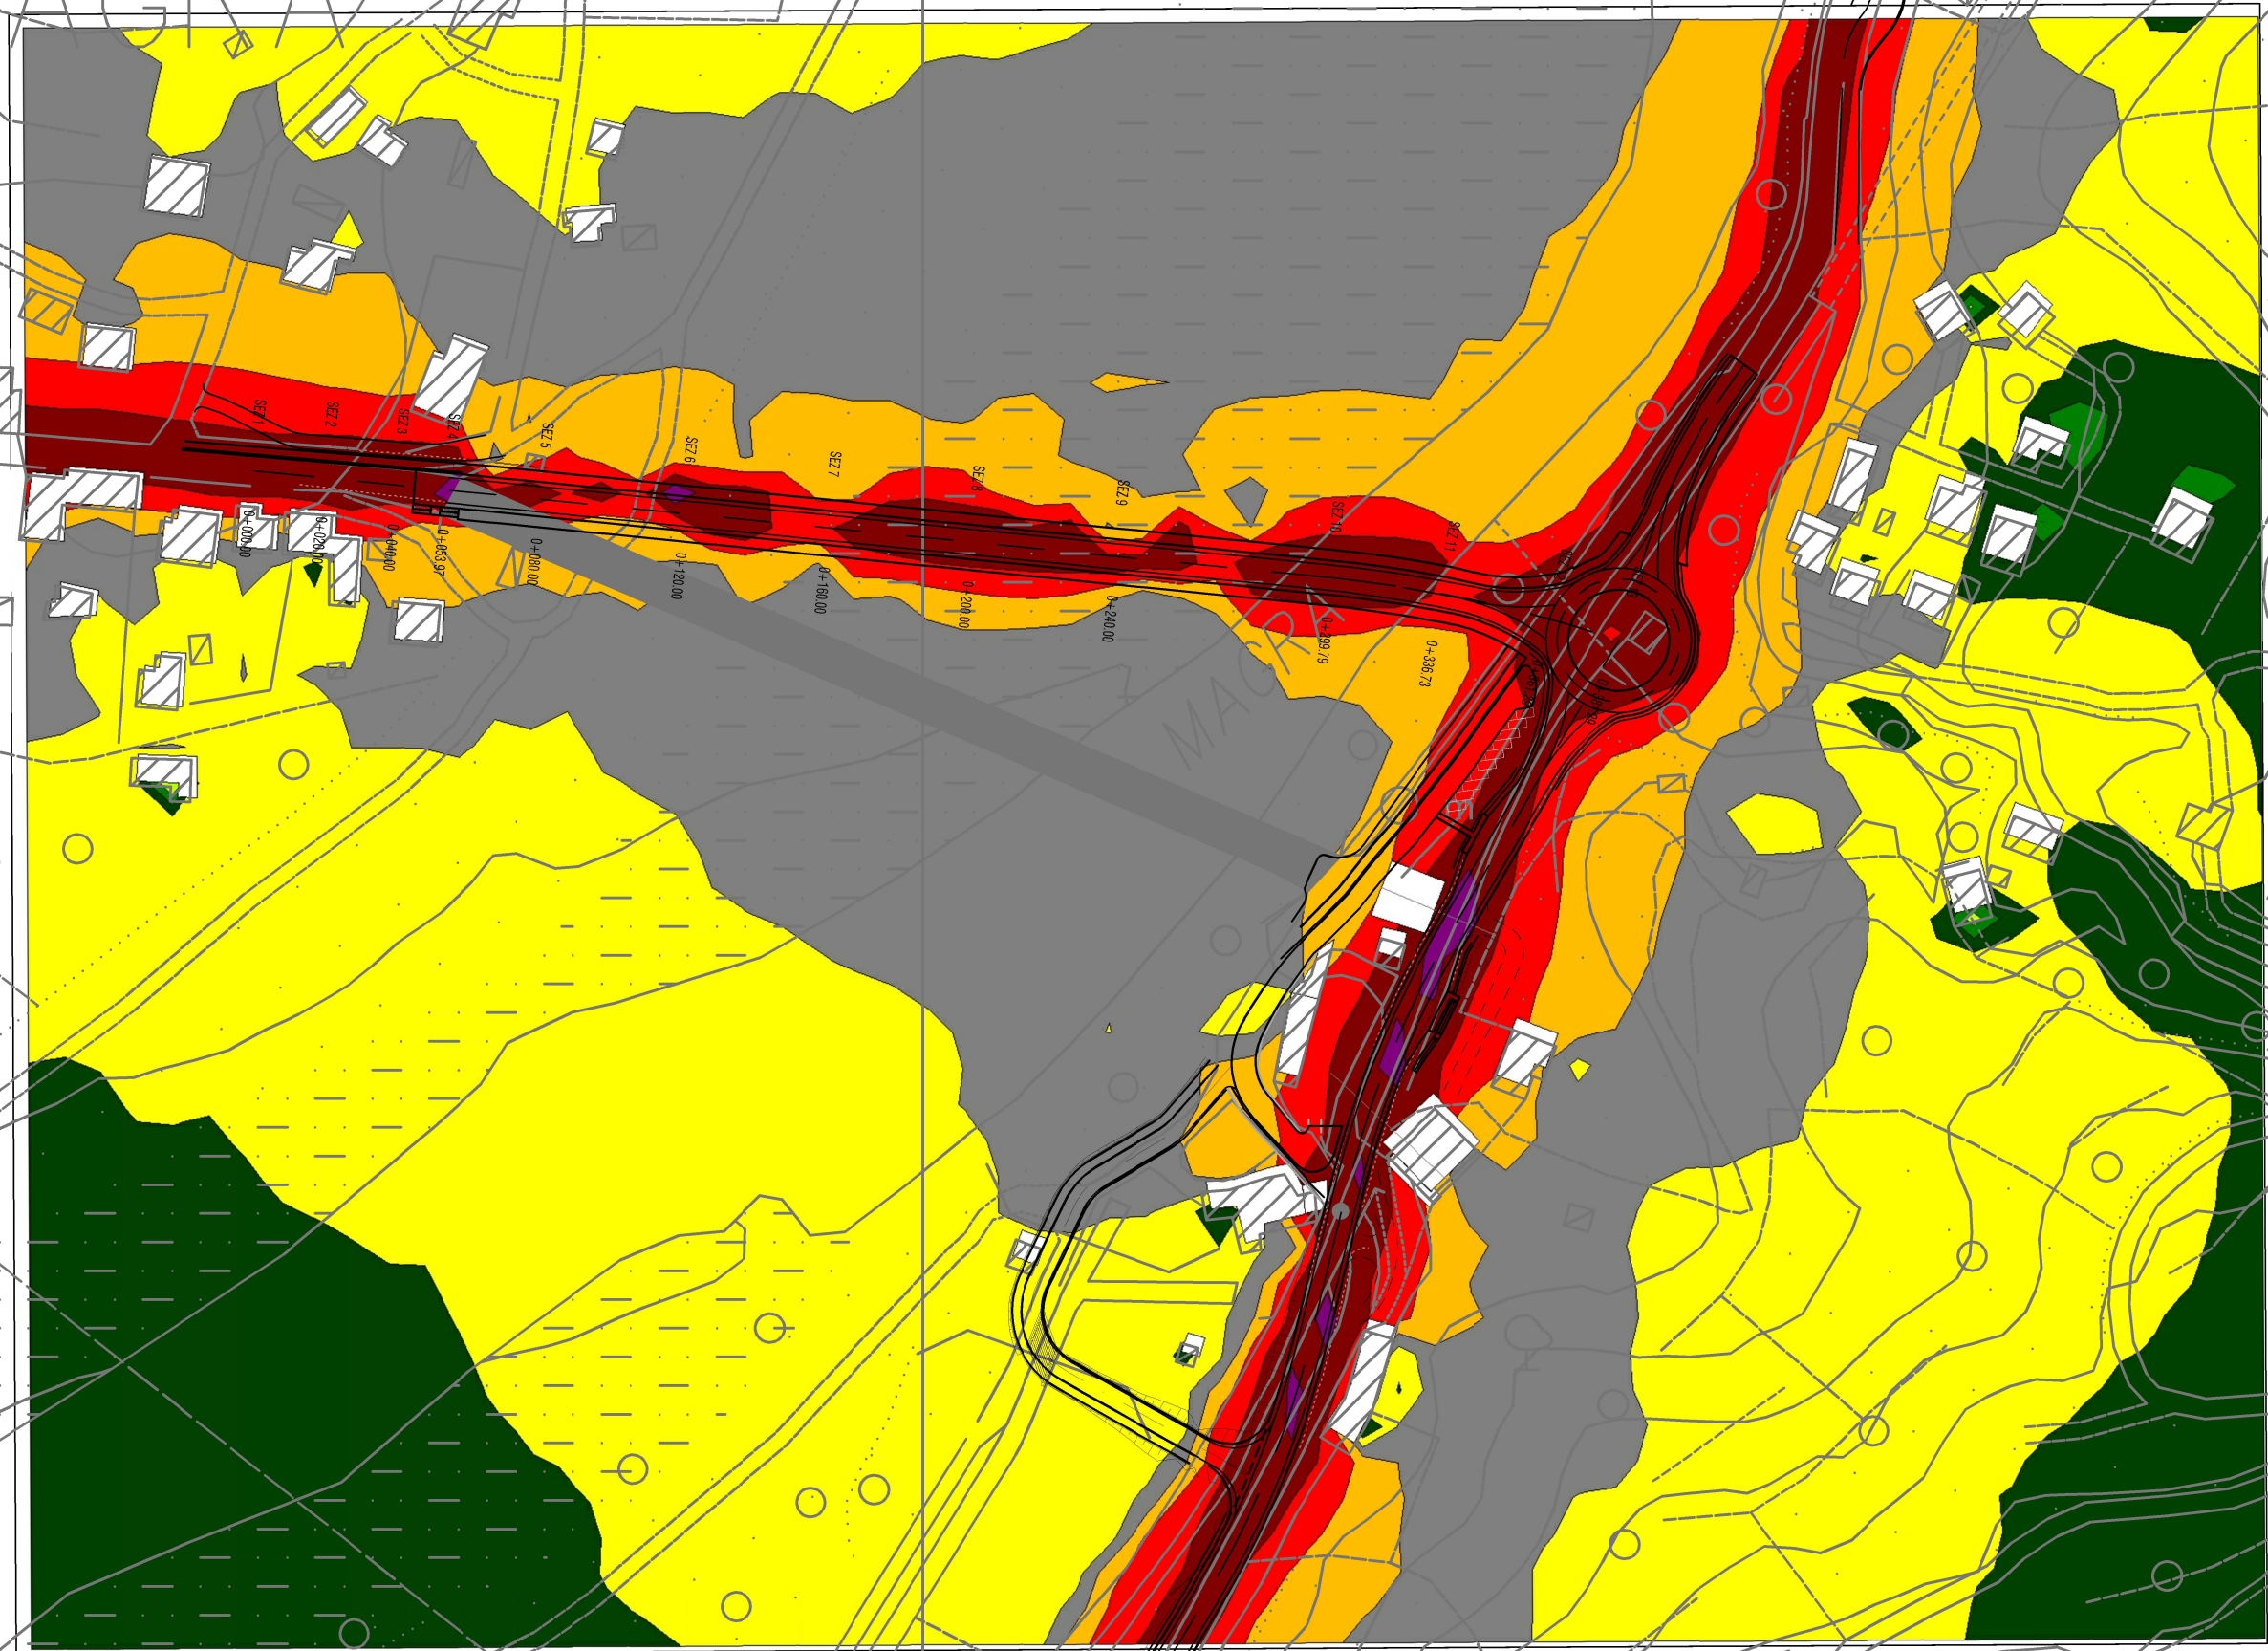 SEZ 1
SEZ 2
SEZ 3
SEZ 4
SEZ 5
SEZ 6
SEZ 7
SEZ 8
SEZ 9
SEZ 10
SEZ 11
0+000.00
0+020.00
0+040.00
0+053.97
0+080.00
0+120.00
0+160.00
0+200.00
0+240.00
0+299.79
0+336.73
MAGRA